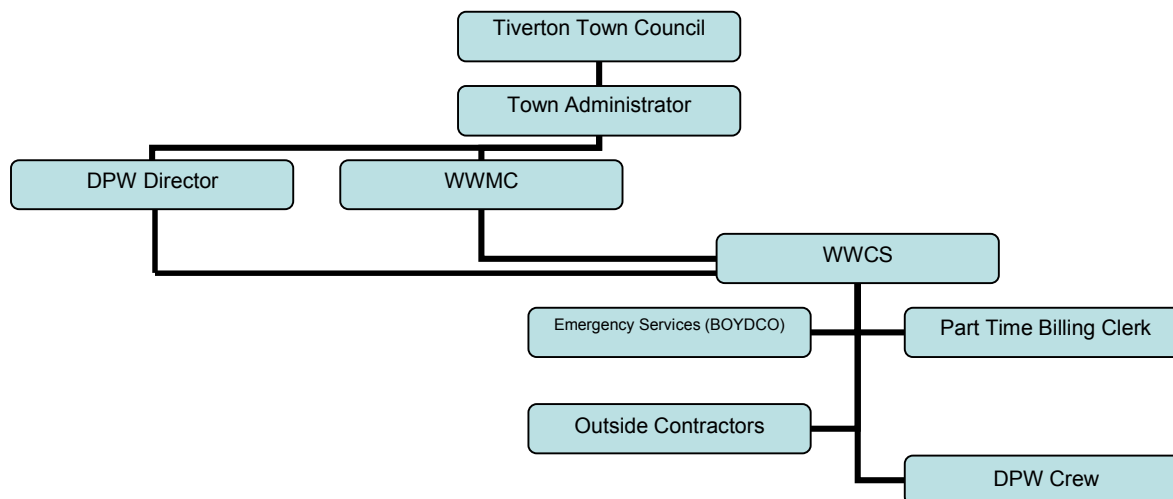 Tiverton Town Council
Town Administrator
DPW Director
WWMC
WWCS
Emergency Services (BOYDCO)
Part Time Billing Clerk
Outside Contractors
DPW Crew